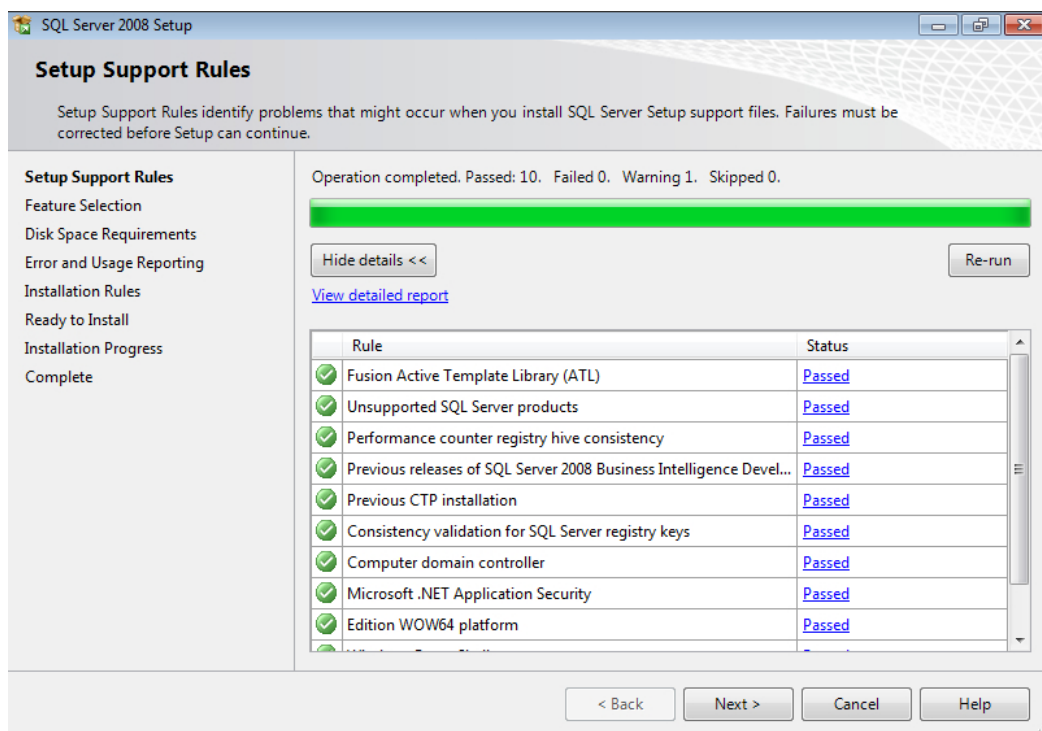 SQL Server 2008 Setup
Setup Support Rules
Setup Support Rules identify problems that might occur when you install SQL Server Setup support files. Failures must be
corrected before Setup can continue.
Setup Support Rules
Feature Selection
Disk Space Requirements
Error and Usage Reporting
Installation Rules
Ready to Install
Installation Progress
Complete
Operation completed. Passed: 10. Failed 0. Warning 1. Skipped 0.
Hide details <<
Re-run
View detailed report
Rule Status
Fusion Active Template Library (ATL) Passed
Unsupported SQL Server products Passed
Performance counter registry hive consistency Passed
Previous releases of SQL Server 2008 Business Intelligence Devel... Passed
Previous CTP installation Passed
Consistency validation for SQL Server registry keys Passed
Computer domain controller Passed
Microsoft .NET Application Security Passed
Edition WOW64 platform Passed
< Back Next > Cancel Help